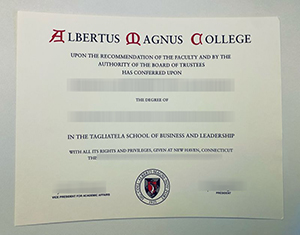 ALBERTUS MAGNUS COLLEGE
UPON THE RECOMMENDATION OF THE FACULTY AND BY THE
AUTHORITY OF THE BOARD OF TRUSTEES
HAS CONFERRED UPON
THE DEGREE OF
IN THE TAGLIATELA SCHOOL OF BUSINESS AND LEADERSHIP
WITH ALL ITS RIGHTS AND PRIVILEGES, GIVEN AT NEW HAVEN, CONNECTICUT
THE
VICE PRESIDENT FOR ACADEMIC AFFAIRS
PRESIDENT